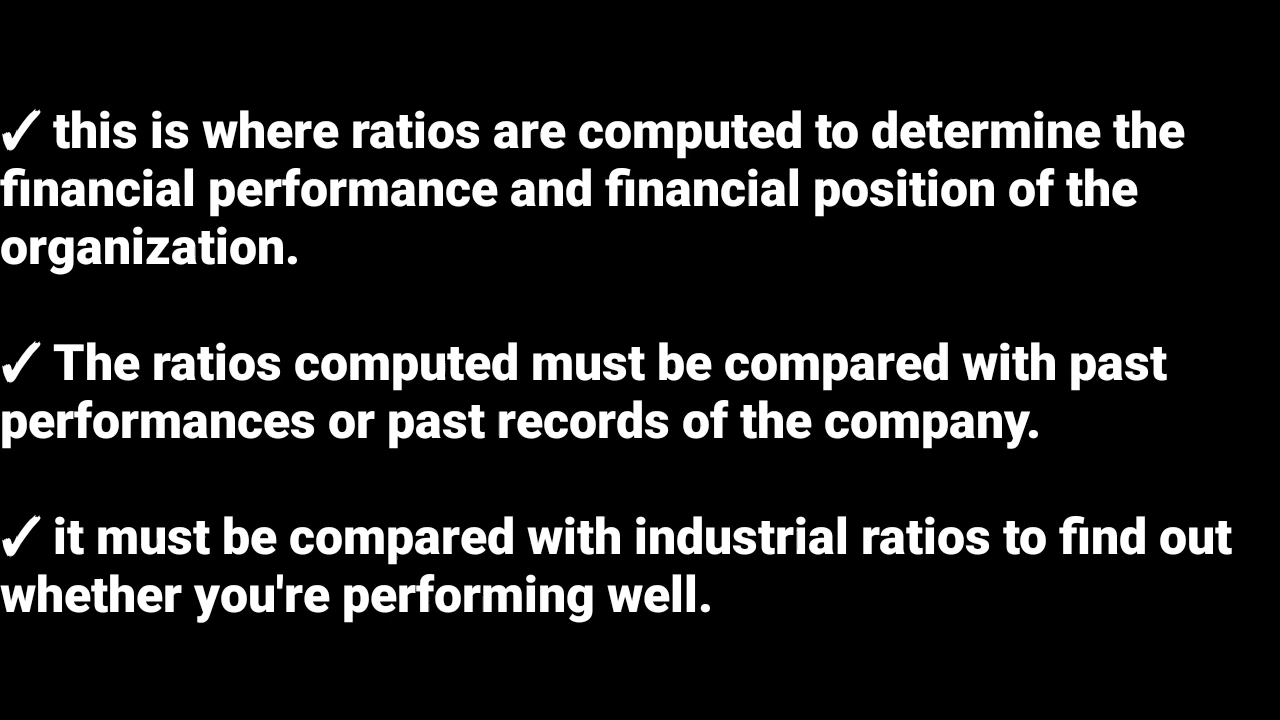 ✓ this is where ratios are computed to determine the
financial performance and financial position of the
organization.
✓ The ratios computed must be compared with past
performances or past records of the company.
✓ it must be compared with industrial ratios to find out
whether you're performing well.